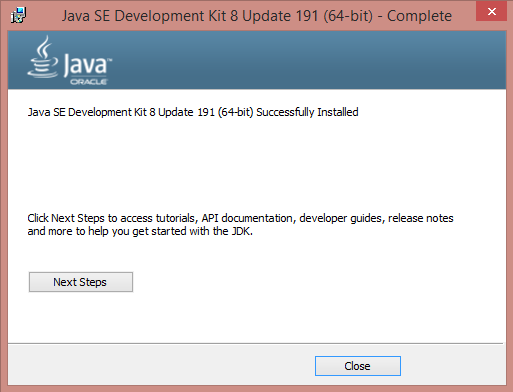 Java SE Development Kit 8 Update 191 (64-bit) - Complete
Java™
ORACLE
Java SE Development Kit 8 Update 191 (64-bit) Successfully Installed
Click Next Steps to access tutorials, API documentation, developer guides, release notes
and more to help you get started with the JDK.
Next Steps
Close